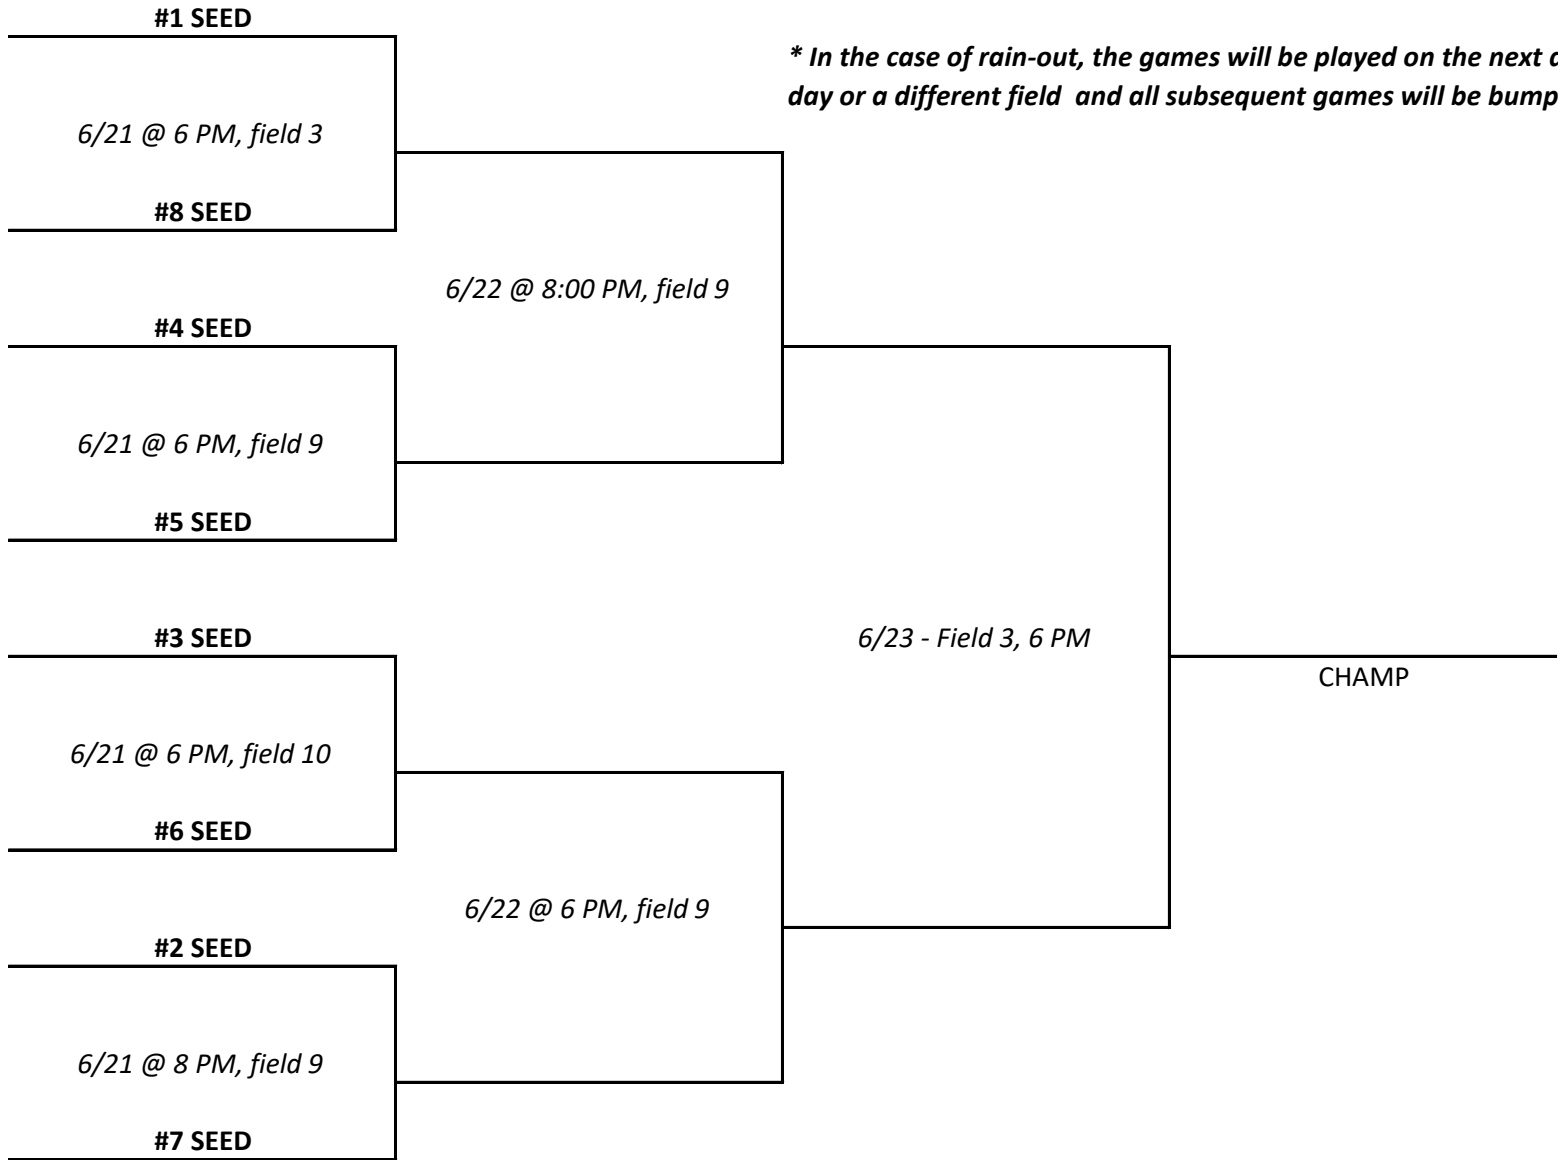 #1 SEED
* In the case of rain-out, the games will be played on the next
day or a different field  and all subsequent games will be bump
6/21 @ 6 PM, field 3
#8 SEED
6/22 @ 8:00 PM, field 9
#4 SEED
6/21 @ 6 PM, field 9
#5 SEED
#3 SEED
6/23 - Field 3, 6 PM
CHAMP
6/21 @ 6 PM, field 10
#6 SEED
6/22 @ 6 PM, field 9
#2 SEED
6/21 @ 8 PM, field 9
#7 SEED